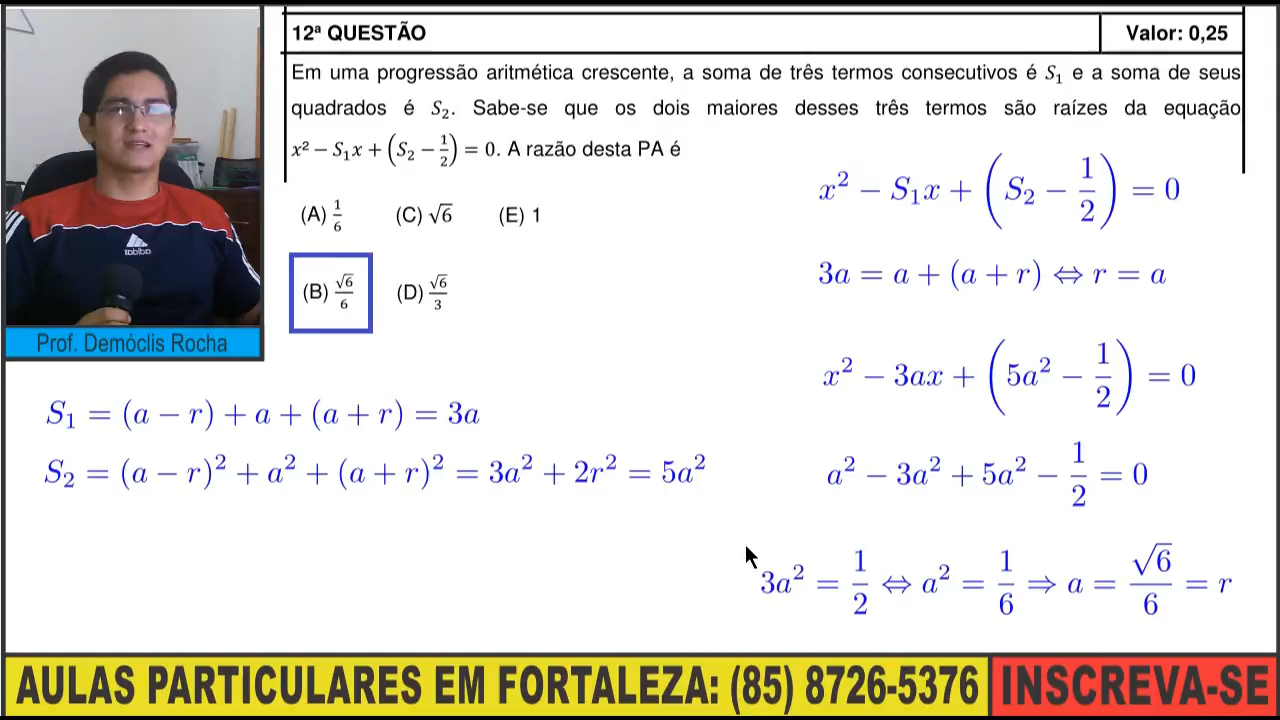 12ª QUESTÃO
Valor: 0,25
Em uma progressão aritmética crescente, a soma de três termos consecutivos é S₁ e a soma de seus
quadrados é S₂. Sabe-se que os dois maiores desses três termos são raízes da equação
x² − S₁x + (S₂ − 1/2) = 0. A razão desta PA é
(A) 1/6
(C) √6
(E) 1
(B) √6/6
(D) √6/3
x² − S₁x + (S₂ − 1/2) = 0
3a = a + (a + r) ⇔ r = a
x² − 3ax + (5a² − 1/2) = 0
a² − 3a² + 5a² − 1/2 = 0
3a² = 1/2 ⇔ a² = 1/6 ⇒ a = √6/6 = r
Prof. Demóclis Rocha
S₁ = (a − r) + a + (a + r) = 3a
S₂ = (a − r)² + a² + (a + r)² = 3a² + 2r² = 5a²
AULAS PARTICULARES EM FORTALEZA: (85) 8726-5376
INSCREVA-SE